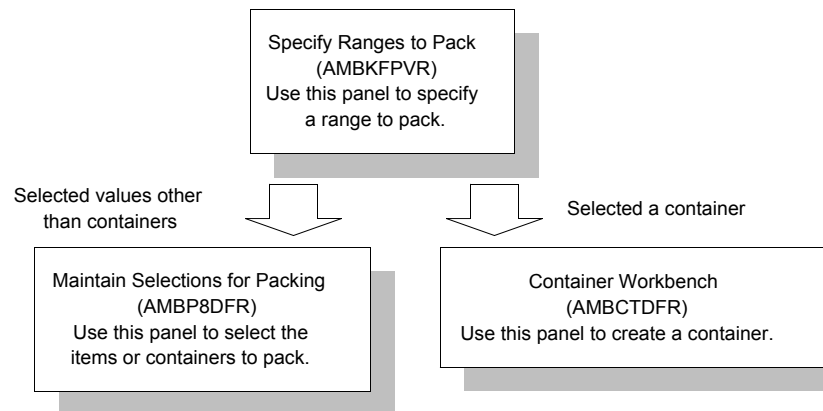 Specify Ranges to Pack
(AMBKFPVR)
Use this panel to specify
a range to pack.
Selected values other
than containers
Selected a container
Maintain Selections for Packing
(AMBP8DFR)
Use this panel to select the
items or containers to pack.
Container Workbench
(AMBCTDFR)
Use this panel to create a container.